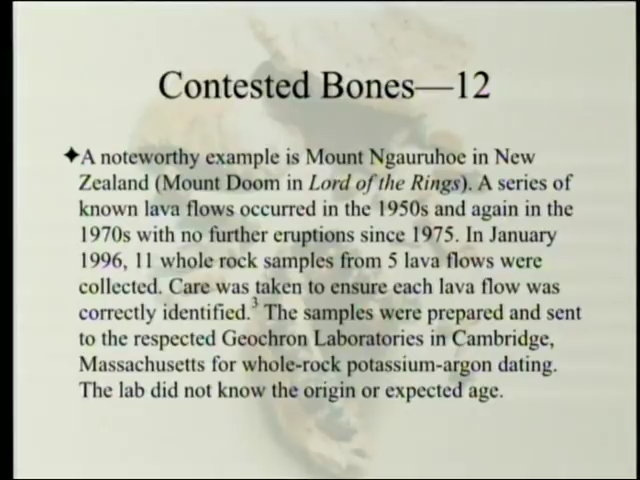 Contested Bones—12
✦A noteworthy example is Mount Ngauruhoe in New
Zealand (Mount Doom in Lord of the Rings). A series of
known lava flows occurred in the 1950s and again in the
1970s with no further eruptions since 1975. In January
1996, 11 whole rock samples from 5 lava flows were
collected. Care was taken to ensure each lava flow was
correctly identified.3 The samples were prepared and sent
to the respected Geochron Laboratories in Cambridge,
Massachusetts for whole-rock potassium-argon dating.
The lab did not know the origin or expected age.